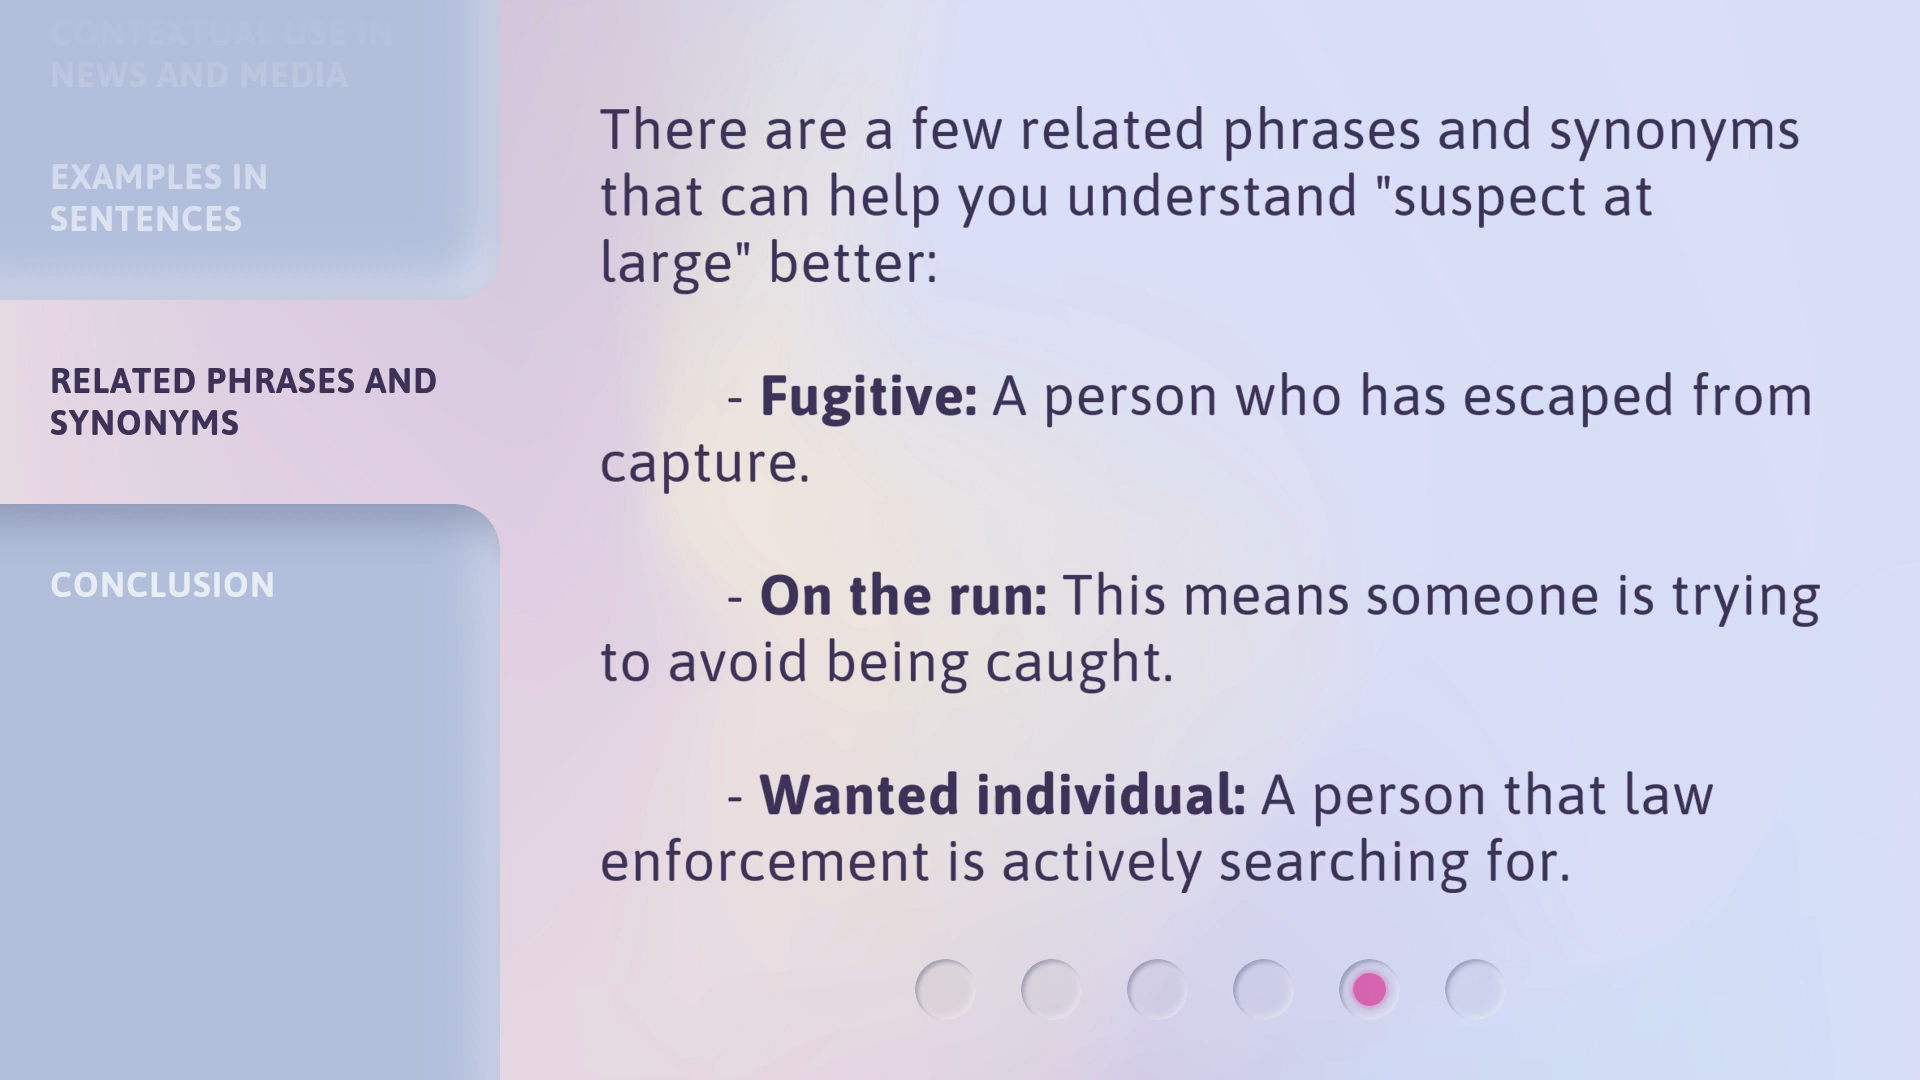 CONTEXTUAL USE IN
NEWS AND MEDIA
EXAMPLES IN
SENTENCES
RELATED PHRASES AND
SYNONYMS
CONCLUSION
There are a few related phrases and synonyms
that can help you understand "suspect at
large" better:
- Fugitive: A person who has escaped from
capture.
- On the run: This means someone is trying
to avoid being caught.
- Wanted individual: A person that law
enforcement is actively searching for.